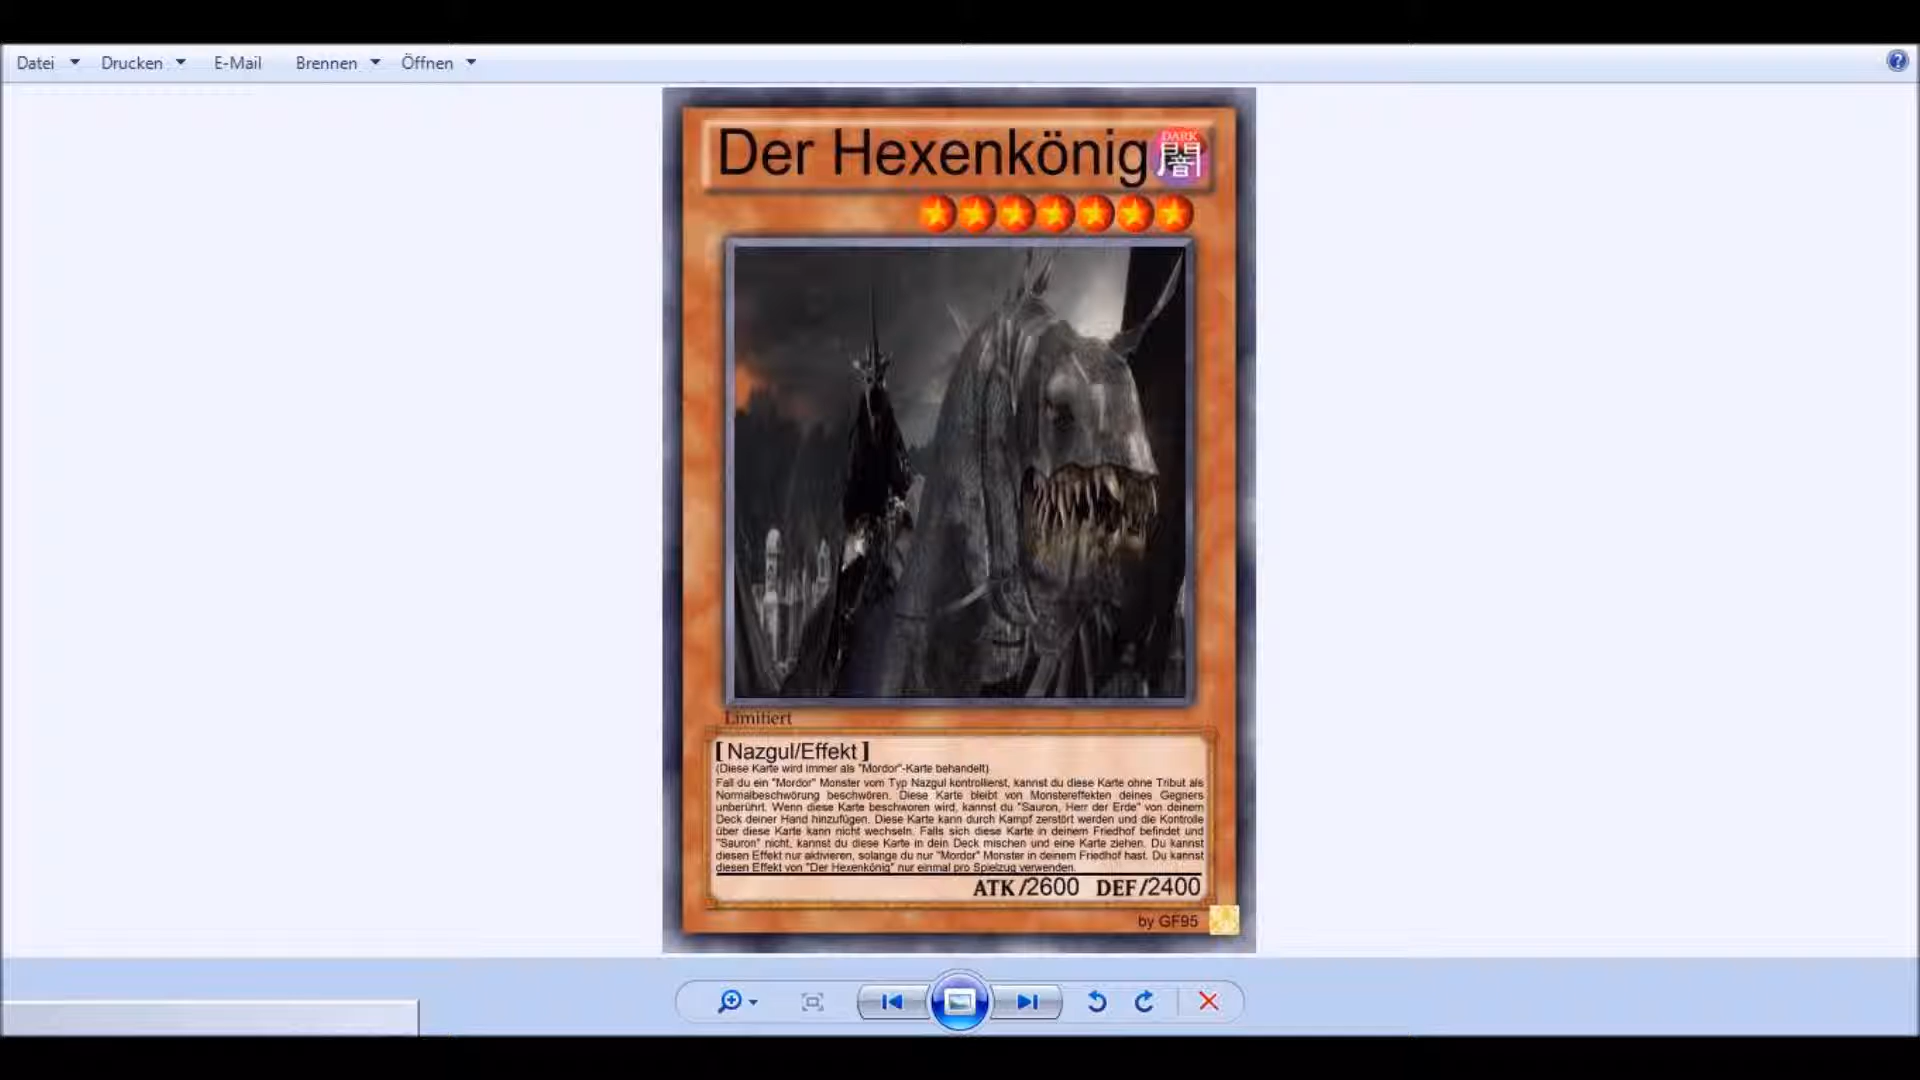 Datei Drucken E-Mail Brennen Öffnen
Der Hexenkönig
DARK
闇
Limitiert
[ Nazgul/Effekt ]
(Diese Karte wird immer als "Mordor"-Karte behandelt)
Fall du ein "Mordor" Monster vom Typ Nazgul kontrollierst, kannst du diese Karte ohne Tribut als
Normalbeschwörung beschwören. Diese Karte bleibt von Monstereffekten deines Gegners
unberührt. Wenn diese Karte beschworen wird, kannst du "Sauron, Herr der Erde" von deinem
Deck deiner Hand hinzufügen. Diese Karte kann durch Kampf zerstört werden und die Kontrolle
über diese Karte kann nicht wechseln. Falls sich diese Karte in deinem Friedhof befindet und
"Sauron" nicht, kannst du diese Karte in dein Deck mischen und eine Karte ziehen. Du kannst
diesen Effekt nur aktivieren, solange du nur "Mordor" Monster in deinem Friedhof hast. Du kannst
diesen Effekt von "Der Hexenkönig" nur einmal pro Spielzug verwenden.
ATK/2600 DEF/2400
by GF95